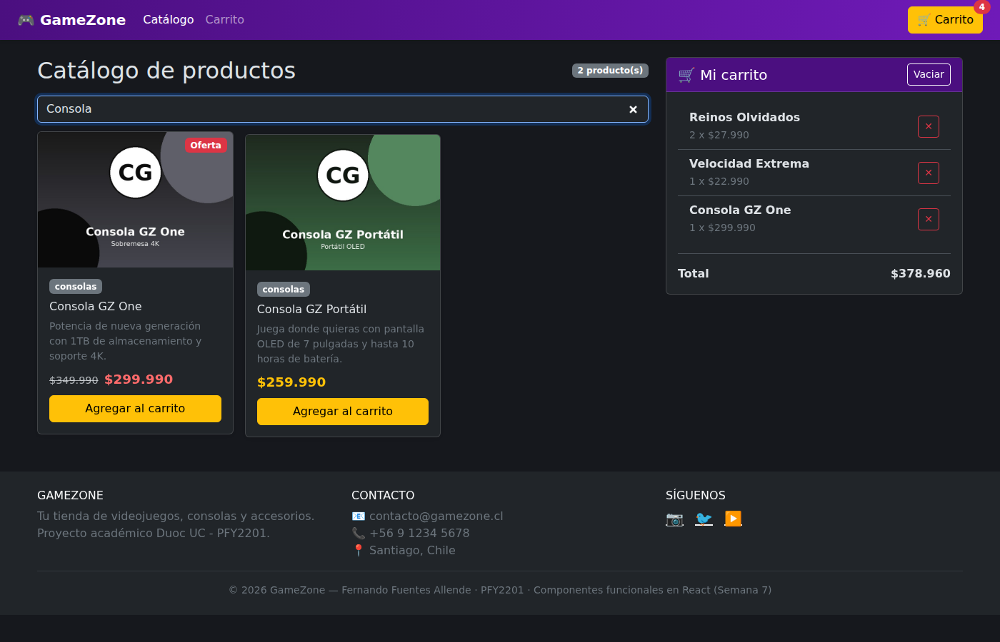 🎮 GameZone Catálogo Carrito 🛒 Carrito 4
Catálogo de productos 2 producto(s)
Consola ×
Oferta
CG
Consola GZ One
Sobremesa 4K
consolas
Consola GZ One
Potencia de nueva generación
con 1TB de almacenamiento y
soporte 4K.
$349.990 $299.990
Agregar al carrito
CG
Consola GZ Portátil
Portátil OLED
consolas
Consola GZ Portátil
Juega donde quieras con pantalla
OLED de 7 pulgadas y hasta 10
horas de batería.
$259.990
Agregar al carrito
🛒 Mi carrito Vaciar
Reinos Olvidados
2 x $27.990 ×
Velocidad Extrema
1 x $22.990 ×
Consola GZ One
1 x $299.990 ×
Total $378.960
GAMEZONE
Tu tienda de videojuegos, consolas y accesorios.
Proyecto académico Duoc UC - PFY2201.
CONTACTO
📧 contacto@gamezone.cl
📞 +56 9 1234 5678
📍 Santiago, Chile
SÍGUENOS
📷 🐦 ▶️
© 2026 GameZone — Fernando Fuentes Allende · PFY2201 · Componentes funcionales en React (Semana 7)